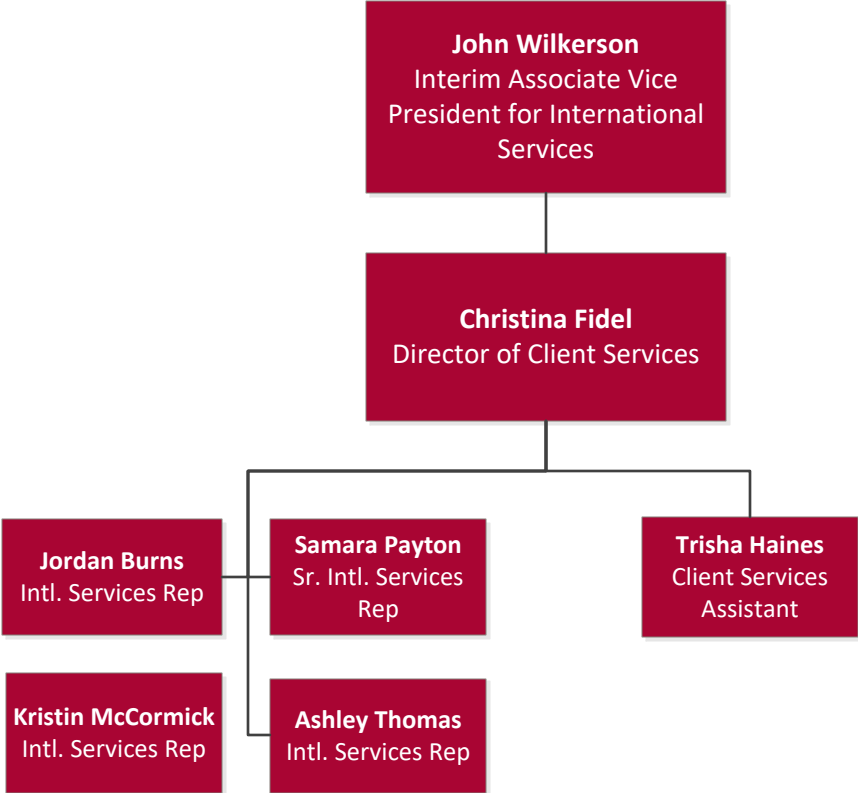 John Wilkerson
Interim Associate Vice
President for International
Services
Christina Fidel
Director of Client Services
Jordan Burns
Intl. Services Rep
Samara Payton
Sr. Intl. Services
Rep
Trisha Haines
Client Services
Assistant
Kristin McCormick
Intl. Services Rep
Ashley Thomas
Intl. Services Rep